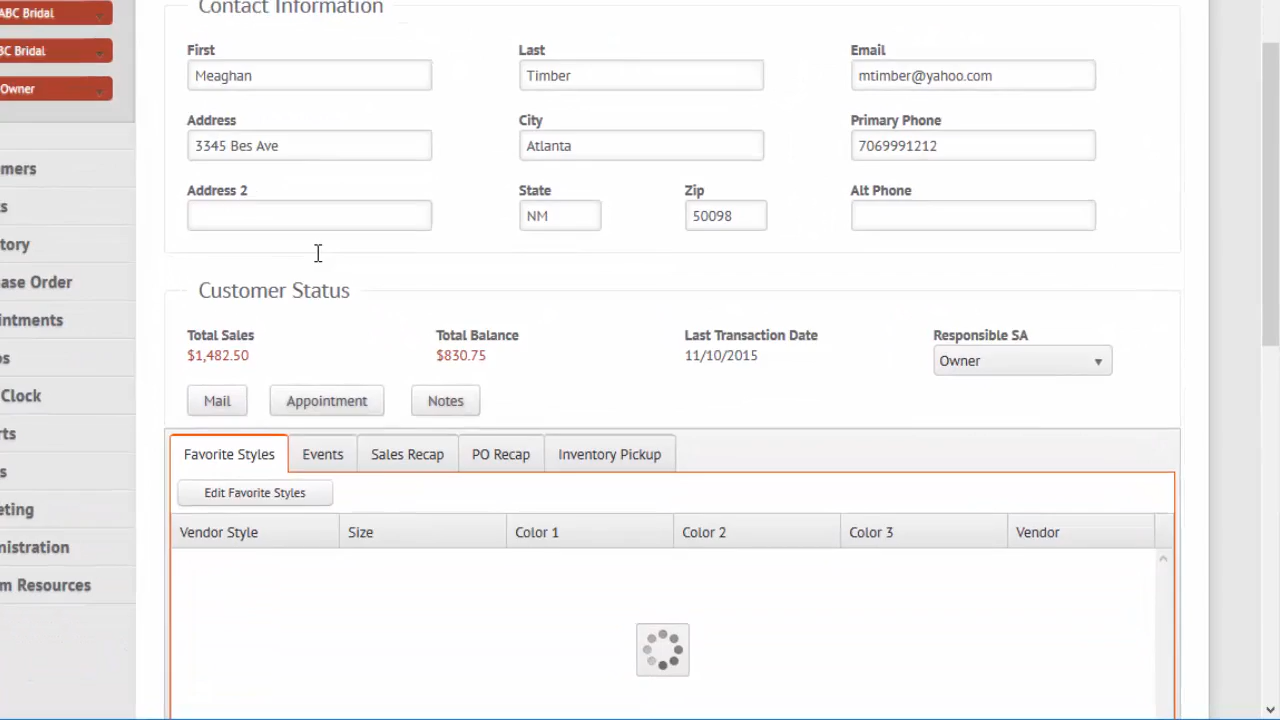 ABC Bridal
BC Bridal
Owner
mers
s
tory
ase Order
intments
os
Clock
rts
s
eting
nistration
m Resources
Contact Information
First
Last
Email
Meaghan
Timber
mtimber@yahoo.com
Address
City
Primary Phone
3345 Bes Ave
Atlanta
7069991212
Address 2
State
Zip
Alt Phone
NM
50098
Customer Status
Total Sales
Total Balance
Last Transaction Date
Responsible SA
$1,482.50
$830.75
11/10/2015
Owner
Mail
Appointment
Notes
Favorite Styles
Events
Sales Recap
PO Recap
Inventory Pickup
Edit Favorite Styles
Vendor Style
Size
Color 1
Color 2
Color 3
Vendor